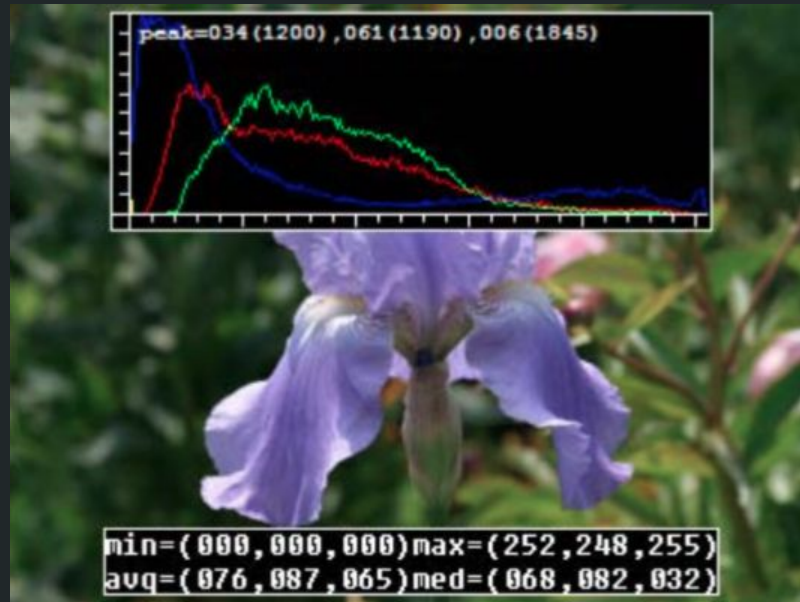 peak=034(1200),061(1190),006(1845)
min=(000,000,000)max=(252,248,255)
avq=(076,087,065)med=(068,082,032)